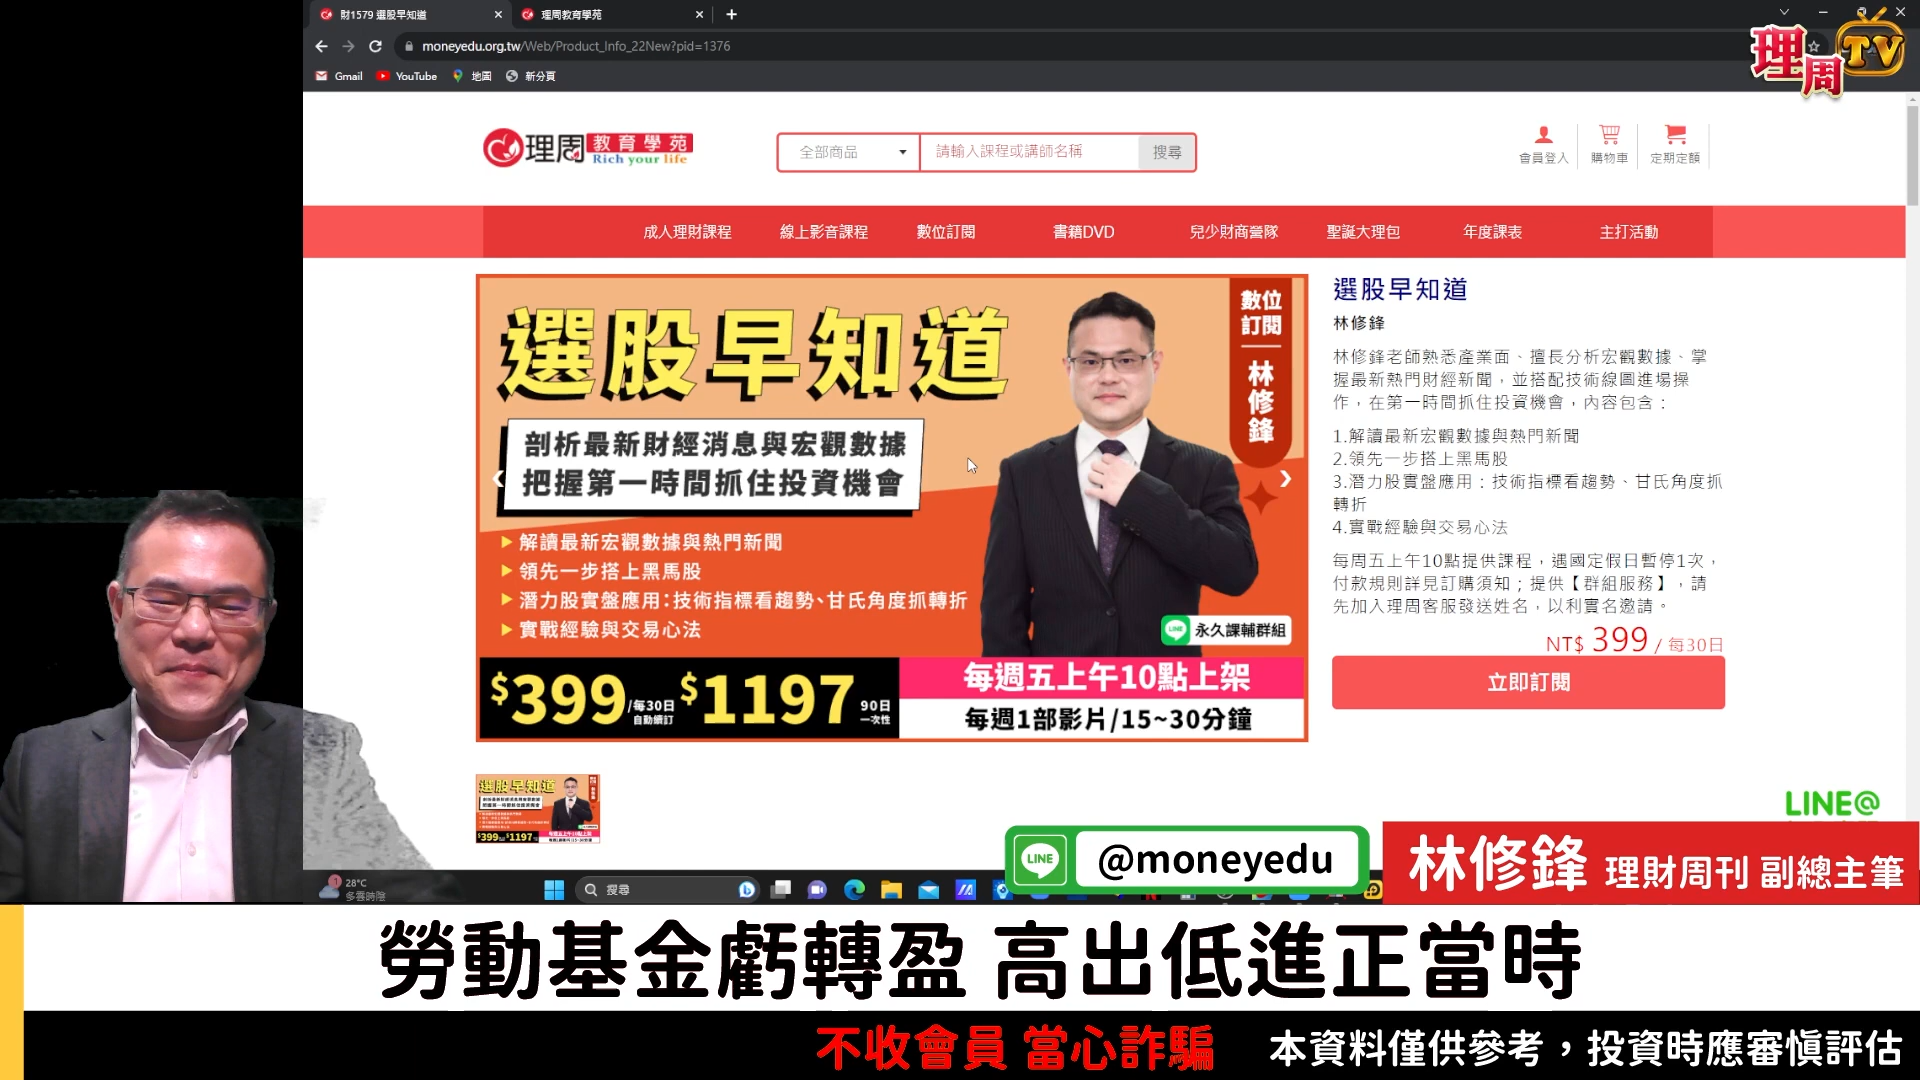 財1579 選股早知道
理周教育學苑
moneyedu.org.tw/Web/Product_Info_22New?pid=1376
Gmail
YouTube
地圖
新分頁
理周TV
理周教育學苑
Rich your life
全部商品
請輸入課程或講師名稱
搜尋
會員登入
購物車
定期定額
成人理財課程
線上影音課程
數位訂閱
書籍DVD
兒少財商營隊
聖誕大理包
年度課表
主打活動
選股早知道
剖析最新財經消息與宏觀數據
把握第一時間抓住投資機會
解讀最新宏觀數據與熱門新聞
領先一步搭上黑馬股
潛力股實盤應用:技術指標看趨勢、甘氏角度抓轉折
實戰經驗與交易心法
數位
訂閱
林修鋒
LINE
永久課輔群組
$399/每30日
自動續訂
$1197 90日
一次性
每週五上午10點上架
每週1部影片/15~30分鐘
選股早知道
林修鋒
林修鋒老師熟悉產業面、擅長分析宏觀數據、掌
握最新熱門財經新聞，並搭配技術線圖進場操
作，在第一時間抓住投資機會，內容包含：
1.解讀最新宏觀數據與熱門新聞
2.領先一步搭上黑馬股
3.潛力股實盤應用：技術指標看趨勢、甘氏角度抓
轉折
4.實戰經驗與交易心法
每周五上午10點提供課程，遇國定假日暫停1次，
付款規則詳見訂購須知；提供【群組服務】，請
先加入理周客服發送姓名，以利實名邀請。
NT$ 399 / 每30日
立即訂閱
選股早知道
$399
$1197
LINE@
LINE
@moneyedu
林修鋒 理財周刊 副總主筆
1
28°C
多雲時陰
搜尋
勞動基金虧轉盈 高出低進正當時
不收會員 當心詐騙
本資料僅供參考，投資時應審慎評估